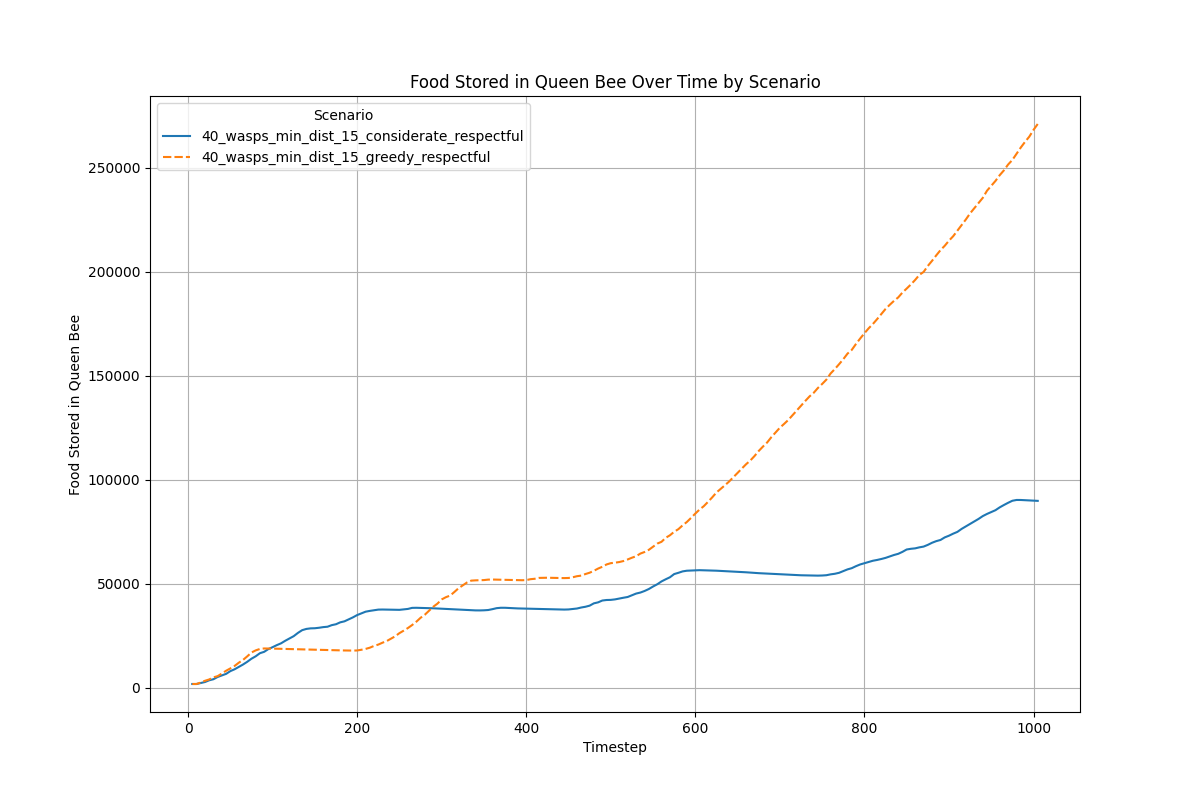 Food Stored in Queen Bee Over Time by Scenario
Scenario
40_wasps_min_dist_15_considerate_respectful
40_wasps_min_dist_15_greedy_respectful
Food Stored in Queen Bee
250000
200000
150000
100000
50000
0
0 200 400 600 800 1000
Timestep